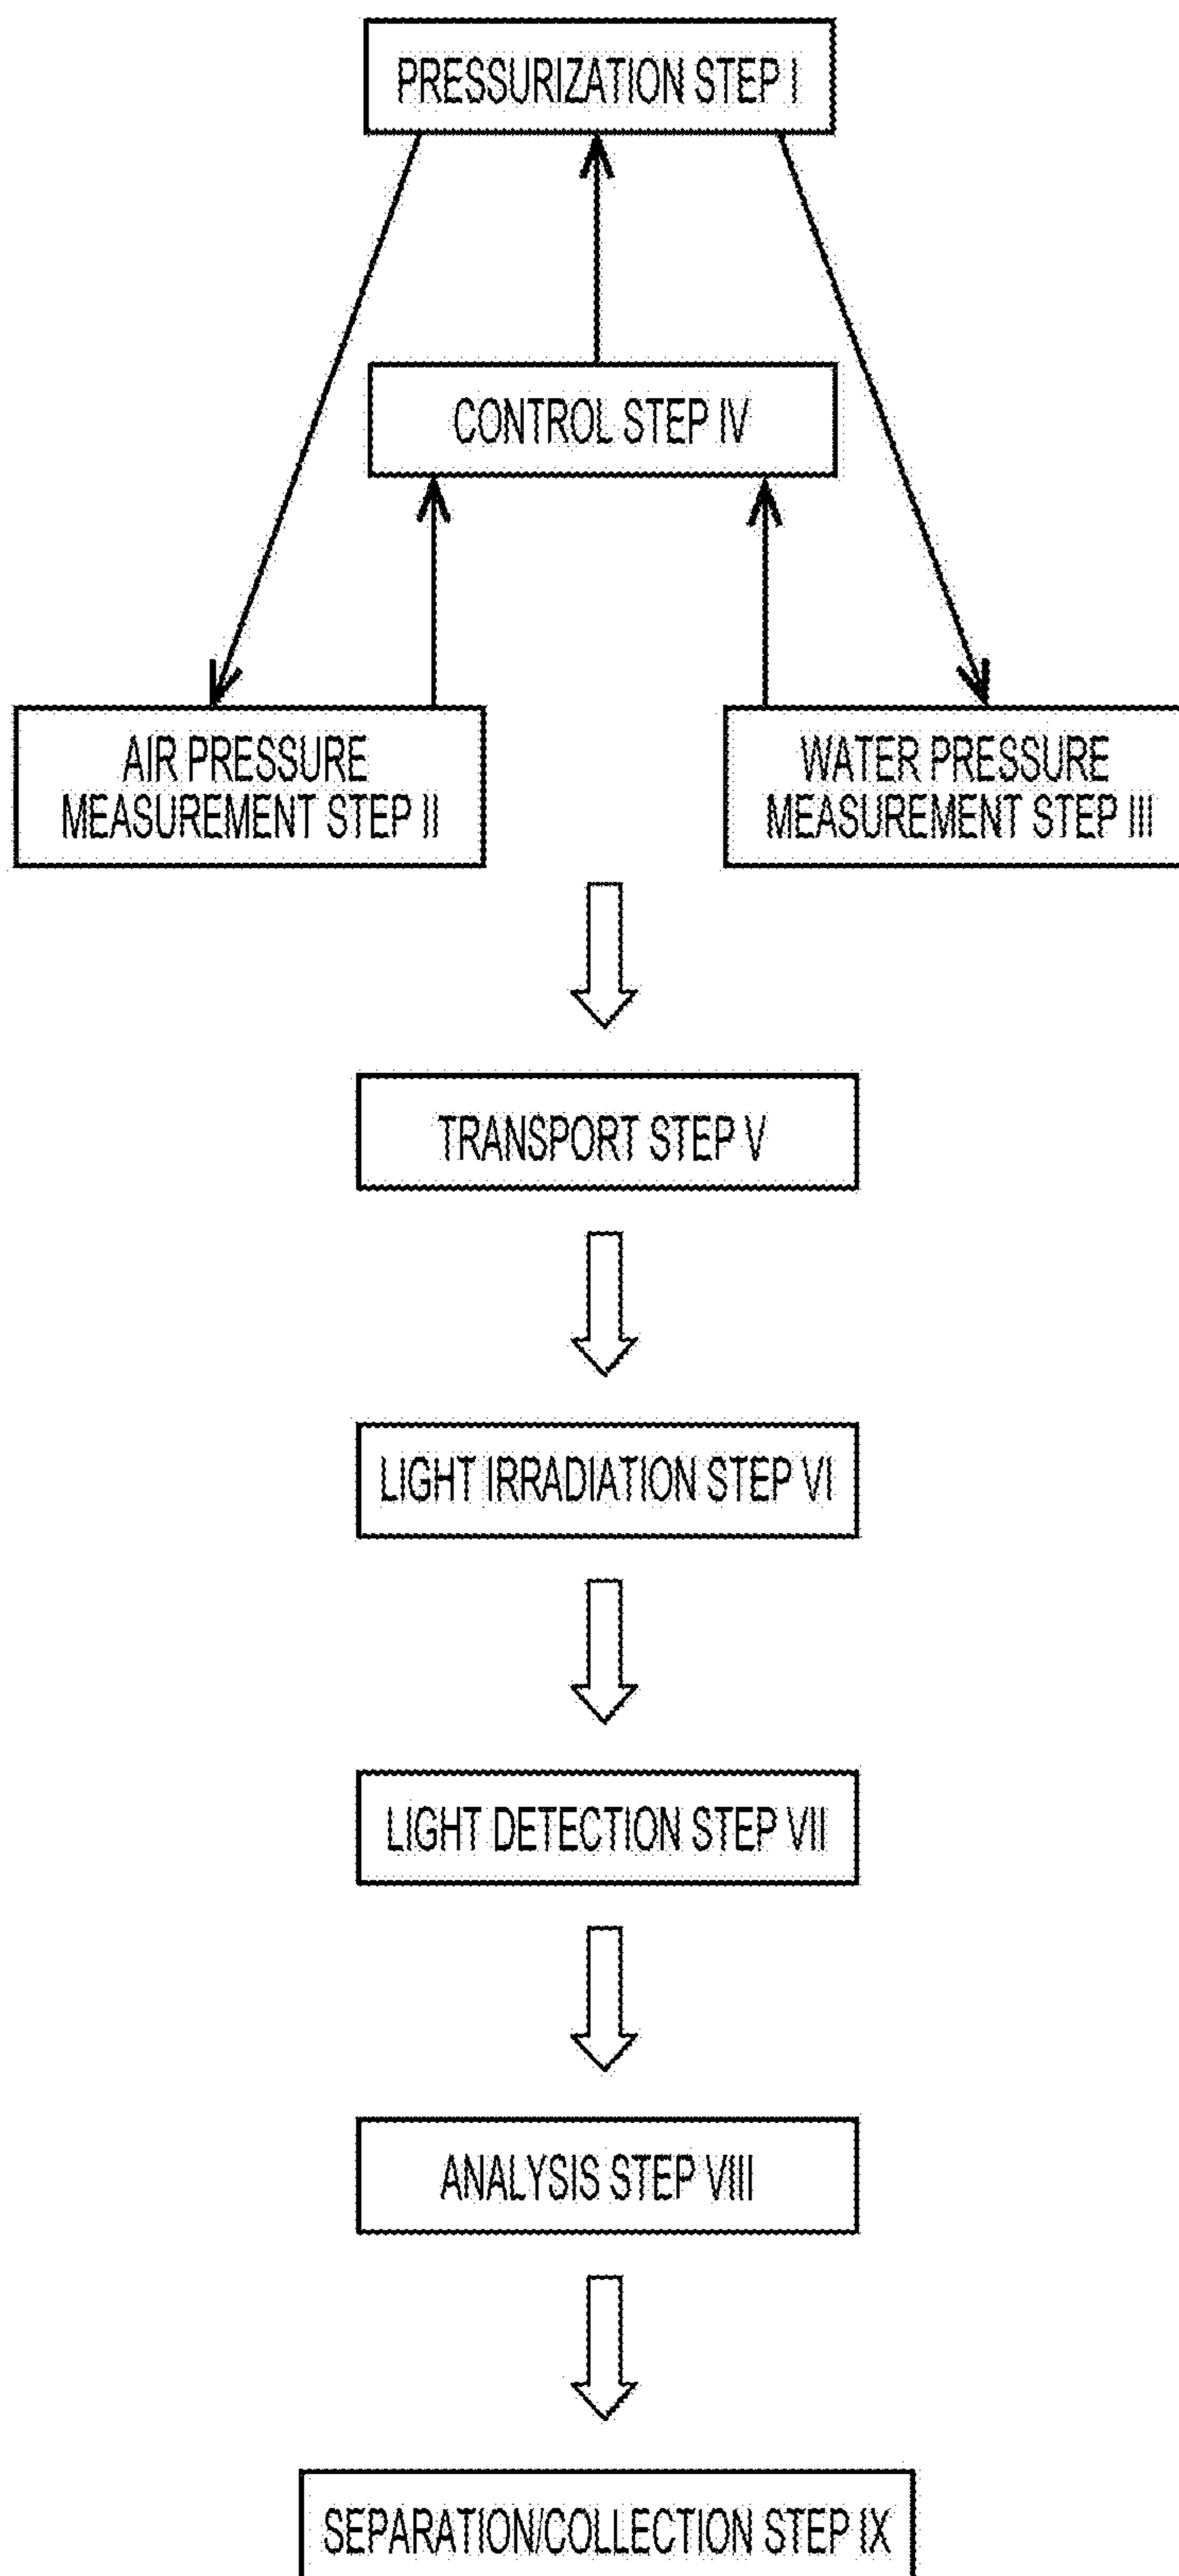 PRESSURIZATION STEP I
CONTROL STEP IV
AIR PRESSURE
MEASUREMENT STEP II
WATER PRESSURE
MEASUREMENT STEP III
TRANSPORT STEP V
LIGHT IRRADIATION STEP VI
LIGHT DETECTION STEP VII
ANALYSIS STEP VIII
SEPARATION/COLLECTION STEP IX